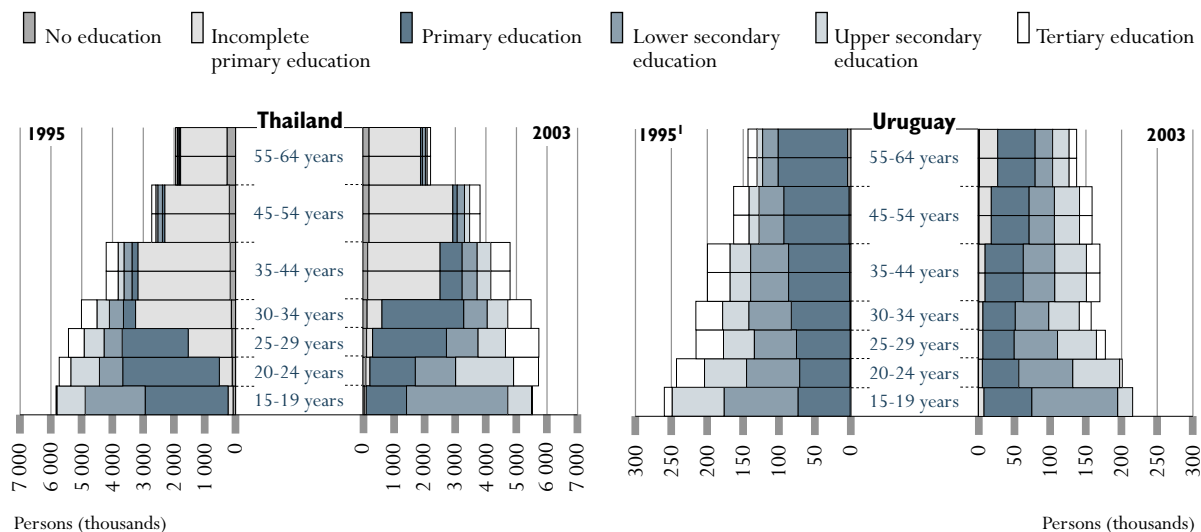 No education
Incomplete
primary education
Primary education
Lower secondary
education
Upper secondary
education
Tertiary education
Thailand
1995
2003
55-64 years
45-54 years
35-44 years
30-34 years
25-29 years
20-24 years
15-19 years
7 000
6 000
5 000
4 000
3 000
2 000
1 000
0
0
1 000
2 000
3 000
4 000
5 000
6 000
7 000
Persons (thousands)
Uruguay
1995¹
2003
55-64 years
45-54 years
35-44 years
30-34 years
25-29 years
20-24 years
15-19 years
300
250
200
150
100
50
0
0
50
100
150
200
250
300
Persons (thousands)